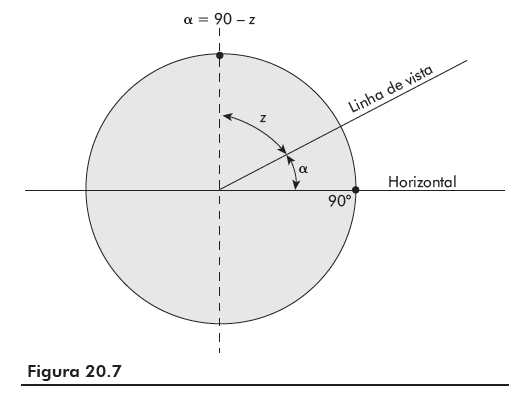 α = 90 – z
Linha de vista
z
α
Horizontal
90°
Figura 20.7